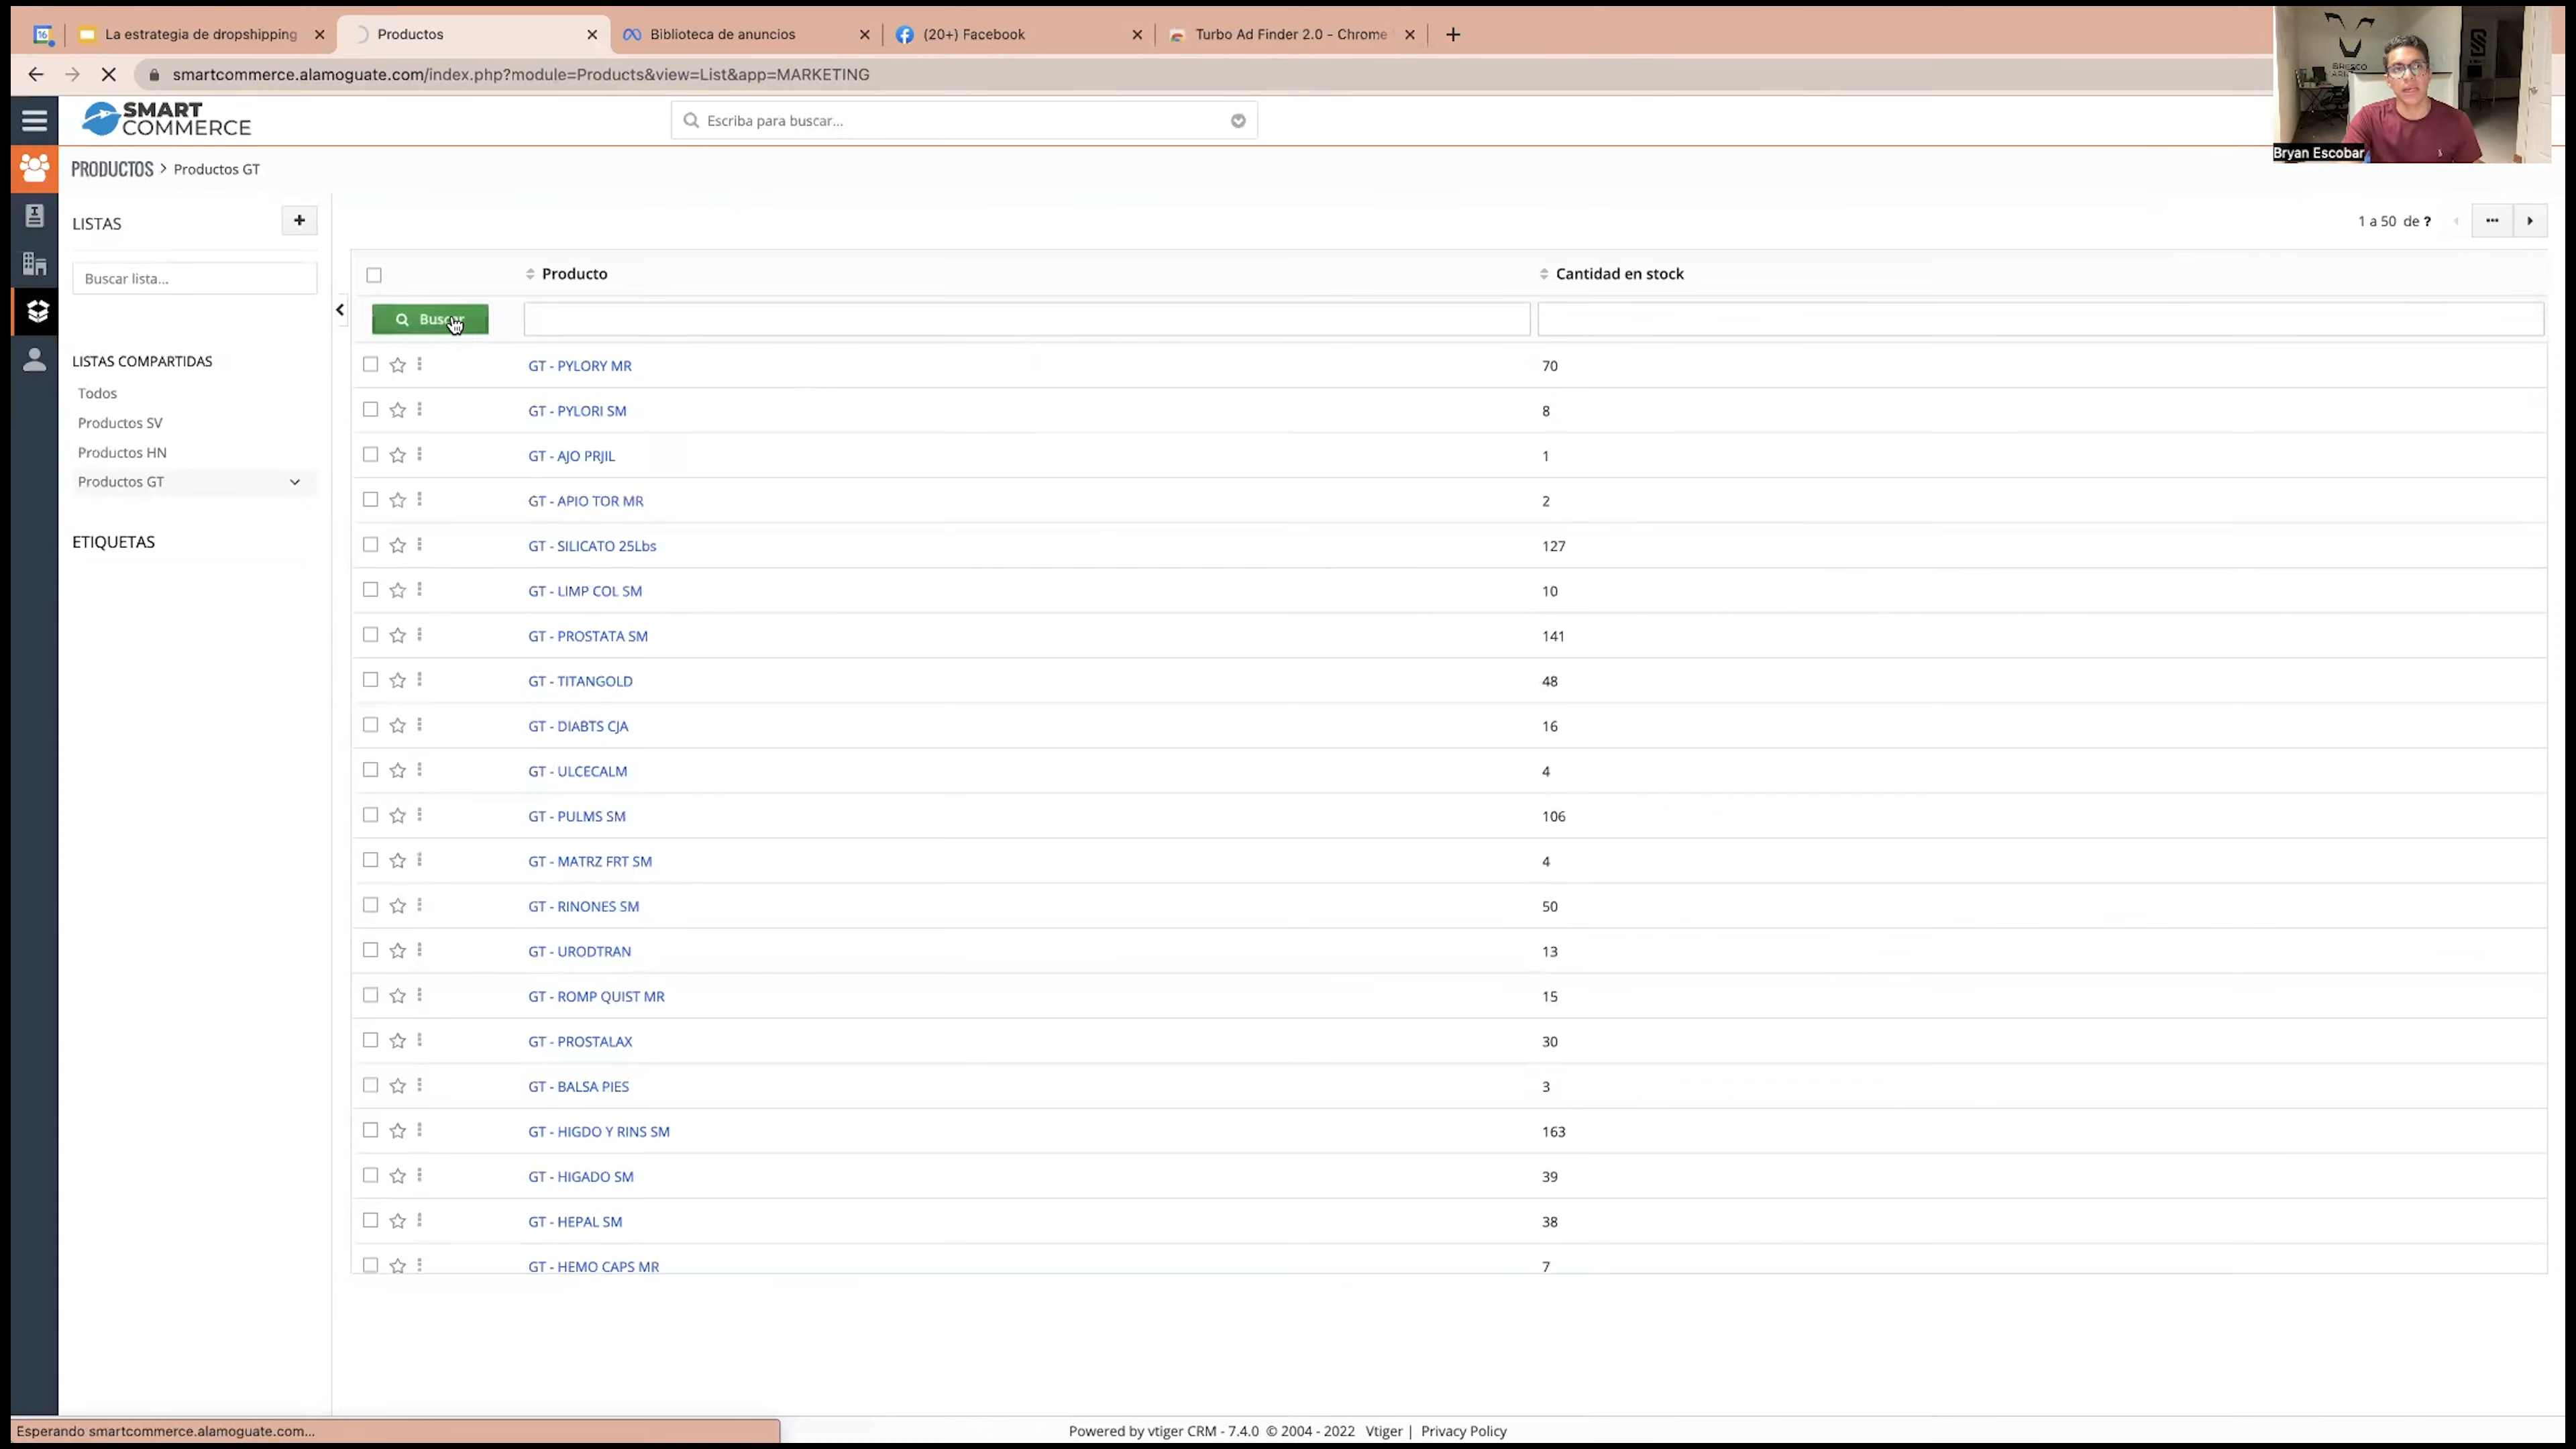 La estrategia de dropshipping
Productos
Biblioteca de anuncios
(20+) Facebook
Turbo Ad Finder 2.0 - Chrome
smartcommerce.alamoguate.com/index.php?module=Products&view=List&app=MARKETING
SMART
COMMERCE
Escriba para buscar...
Bryan Escobar
PRODUCTOS > Productos GT
LISTAS
+
1 a 50 de ?
Buscar lista...
Producto
Cantidad en stock
Buscar
LISTAS COMPARTIDAS
Todos
Productos SV
Productos HN
Productos GT
ETIQUETAS
GT - PYLORY MR 70
GT - PYLORI SM 8
GT - AJO PRJIL 1
GT - APIO TOR MR 2
GT - SILICATO 25Lbs 127
GT - LIMP COL SM 10
GT - PROSTATA SM 141
GT - TITANGOLD 48
GT - DIABTS CJA 16
GT - ULCECALM 4
GT - PULMS SM 106
GT - MATRZ FRT SM 4
GT - RINONES SM 50
GT - URODTRAN 13
GT - ROMP QUIST MR 15
GT - PROSTALAX 30
GT - BALSA PIES 3
GT - HIGDO Y RINS SM 163
GT - HIGADO SM 39
GT - HEPAL SM 38
GT - HEMO CAPS MR 7
Esperando smartcommerce.alamoguate.com...
Powered by vtiger CRM - 7.4.0 © 2004 - 2022 Vtiger | Privacy Policy